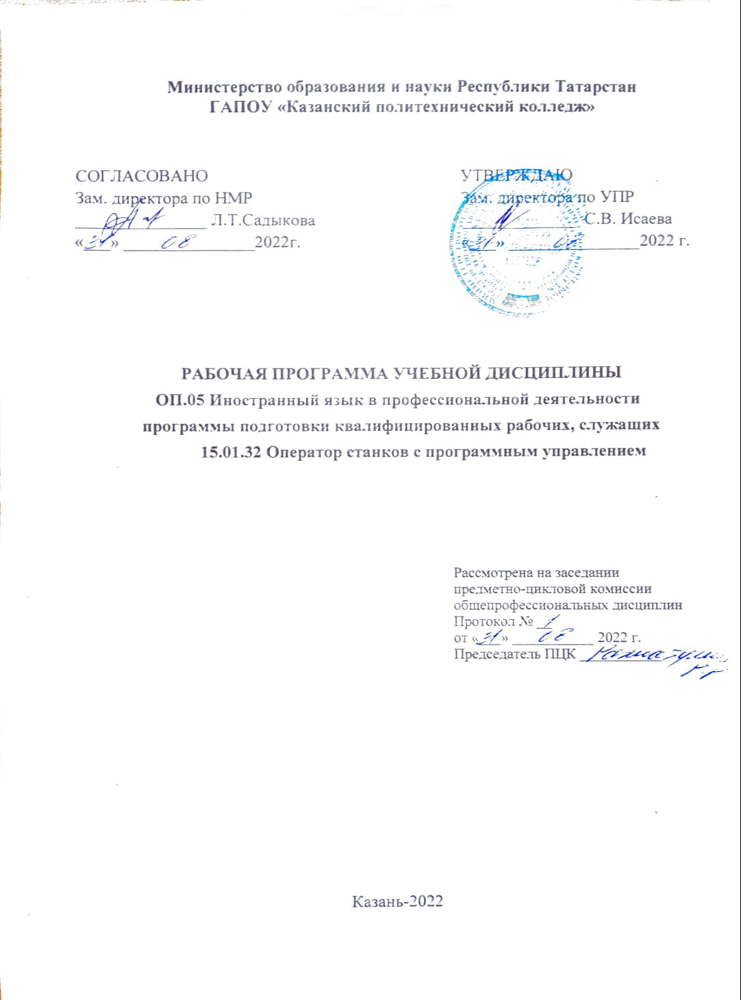 Министерство образования и науки Республики Татарстан
ГАПОУ «Казанский политехнический колледж»
СОГЛАСОВАНО
Зам. директора по НМР
Л.Т.Садыкова
«31» 08 2022г.
УТВЕРЖДАЮ
Зам. директора по УПР
С.В. Исаева
«31» 08 2022 г.
РАБОЧАЯ ПРОГРАММА УЧЕБНОЙ ДИСЦИПЛИНЫ
ОП.05 Иностранный язык в профессиональной деятельности
программы подготовки квалифицированных рабочих, служащих
15.01.32 Оператор станков с программным управлением
Рассмотрена на заседании
предметно-цикловой комиссии
общепрофессиональных дисциплин
Протокол № 1
от «31» 08 2022 г.
Председатель ПЦК
Казань-2022